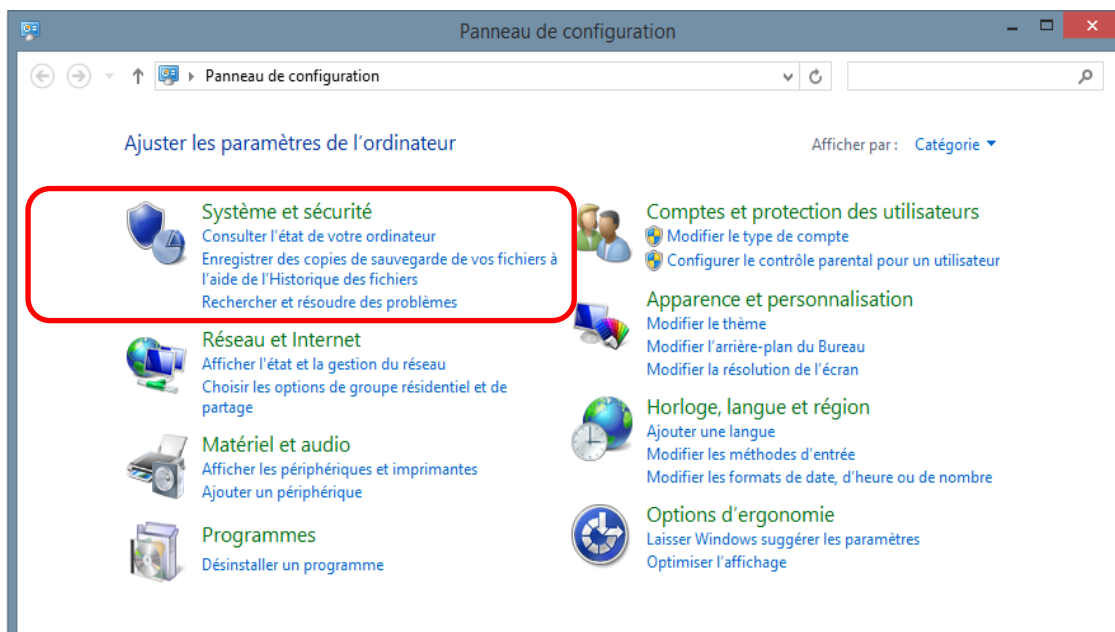 Panneau de configuration
Panneau de configuration
Ajuster les paramètres de l'ordinateur
Afficher par : Catégorie
Système et sécurité
Consulter l'état de votre ordinateur
Enregistrer des copies de sauvegarde de vos fichiers à
l'aide de l'Historique des fichiers
Rechercher et résoudre des problèmes
Réseau et Internet
Afficher l'état et la gestion du réseau
Choisir les options de groupe résidentiel et de
partage
Matériel et audio
Afficher les périphériques et imprimantes
Ajouter un périphérique
Programmes
Désinstaller un programme
Comptes et protection des utilisateurs
Modifier le type de compte
Configurer le contrôle parental pour un utilisateur
Apparence et personnalisation
Modifier le thème
Modifier l'arrière-plan du Bureau
Modifier la résolution de l'écran
Horloge, langue et région
Ajouter une langue
Modifier les méthodes d'entrée
Modifier les formats de date, d'heure ou de nombre
Options d'ergonomie
Laisser Windows suggérer les paramètres
Optimiser l'affichage